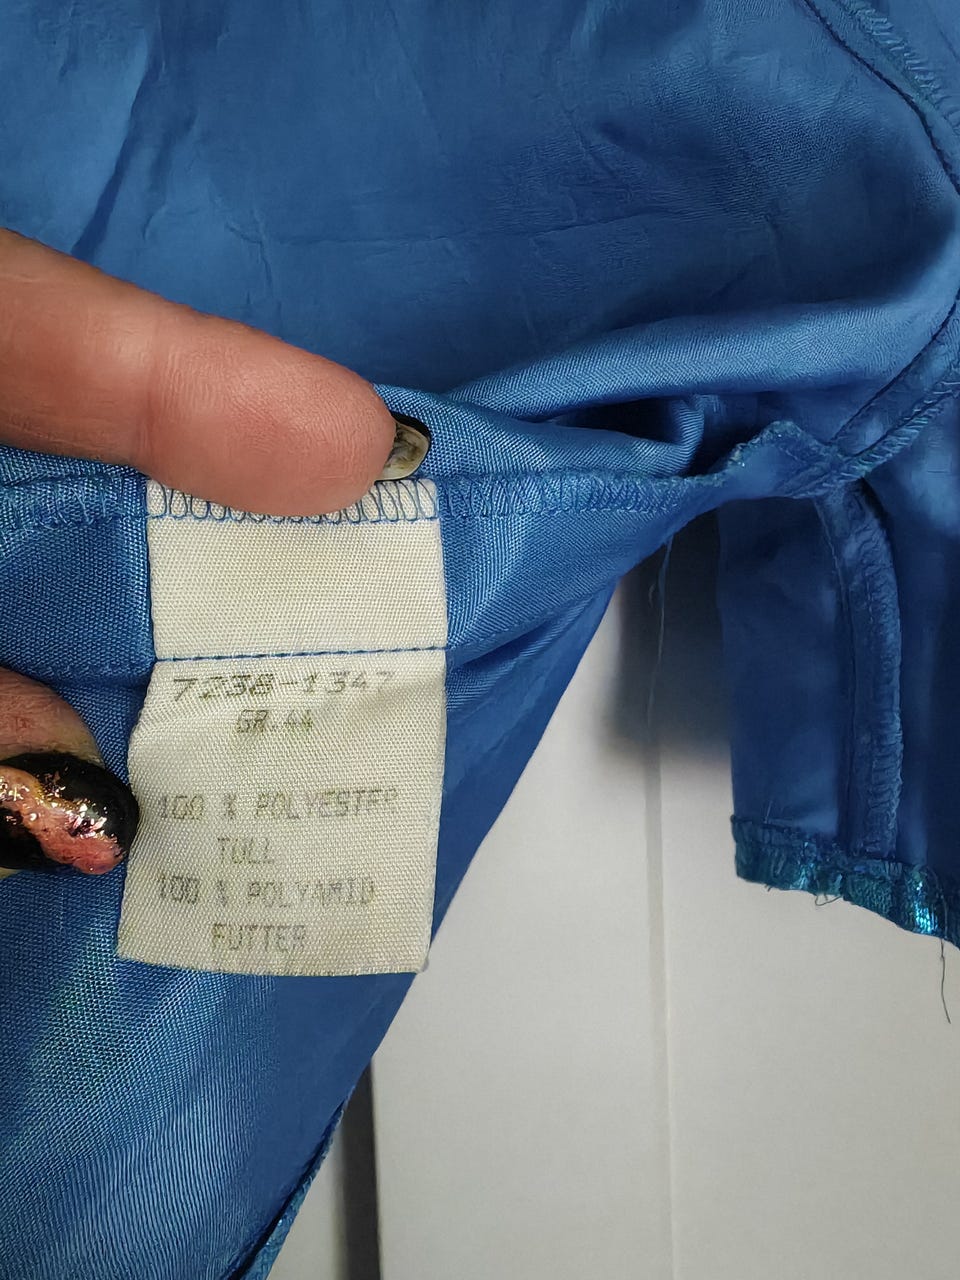 7238-1347
GR.44
100 % POLYESTER
TÜLL
100 % POLYAMID
FUTTER